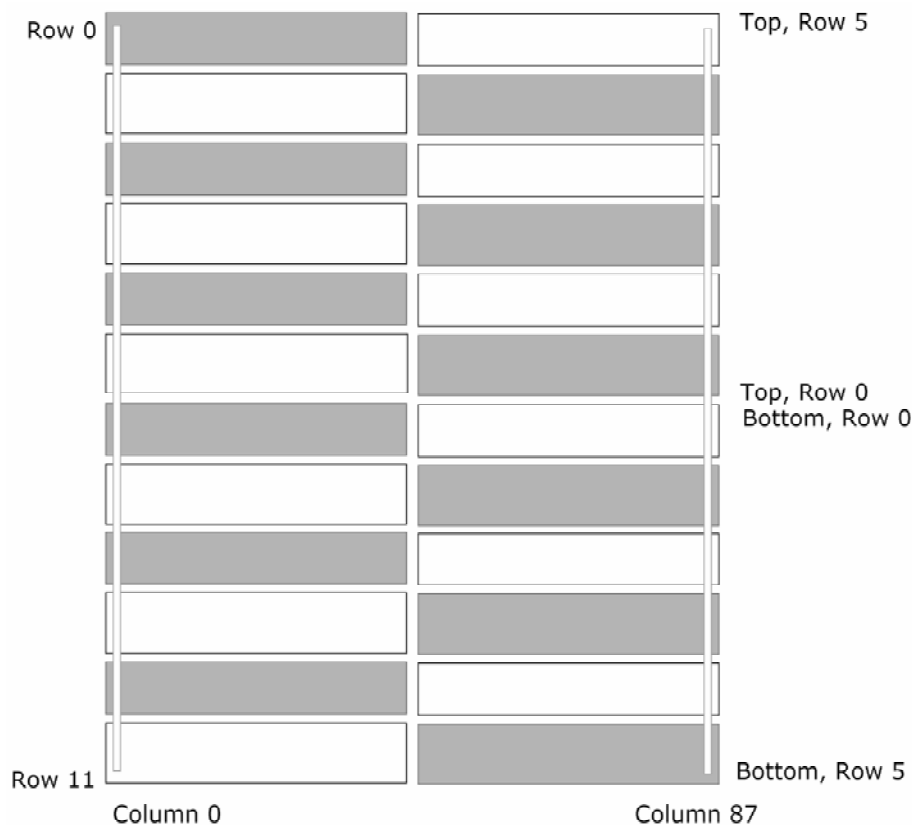 Row 0
Top, Row 5
Top, Row 0
Bottom, Row 0
Row 11
Bottom, Row 5
Column 0
Column 87